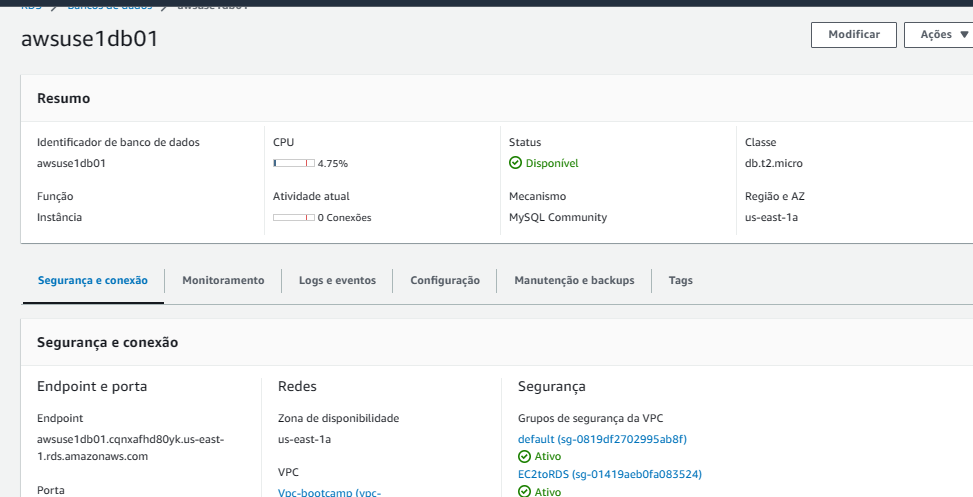 RDS > Bancos de dados > awsuse1db01
awsuse1db01
Modificar
Ações
Resumo
Identificador de banco de dados
awsuse1db01
CPU
4.75%
Status
Disponível
Classe
db.t2.micro
Função
Instância
Atividade atual
0 Conexões
Mecanismo
MySQL Community
Região e AZ
us-east-1a
Segurança e conexão
Monitoramento
Logs e eventos
Configuração
Manutenção e backups
Tags
Segurança e conexão
Endpoint e porta
Endpoint
awsuse1db01.cqnxafhd80yk.us-east-
1.rds.amazonaws.com
Porta
Redes
Zona de disponibilidade
us-east-1a
VPC
Vpc-bootcamp (vpc-
Segurança
Grupos de segurança da VPC
default (sg-0819df2702995ab8f)
Ativo
EC2toRDS (sg-01419aeb0fa083524)
Ativo